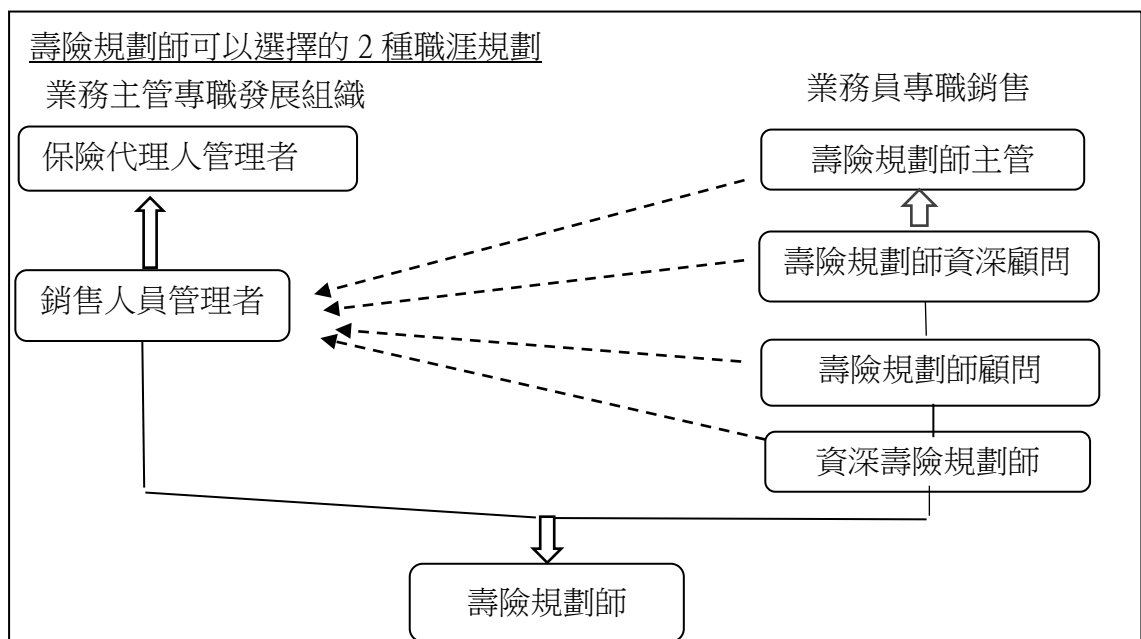 壽險規劃師可以選擇的 2 種職涯規劃
業務主管專職發展組織
業務員專職銷售
保險代理人管理者
壽險規劃師主管
銷售人員管理者
壽險規劃師資深顧問
壽險規劃師顧問
資深壽險規劃師
壽險規劃師